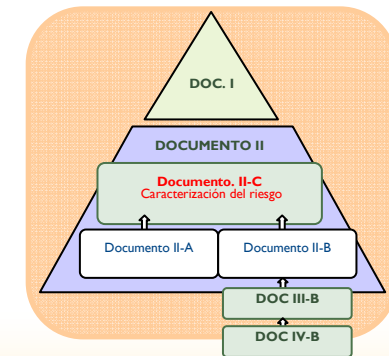 DOC. I
DOCUMENTO II
Documento. II-C
Caracterización del riesgo
Documento II-A
Documento II-B
DOC III-B
DOC IV-B